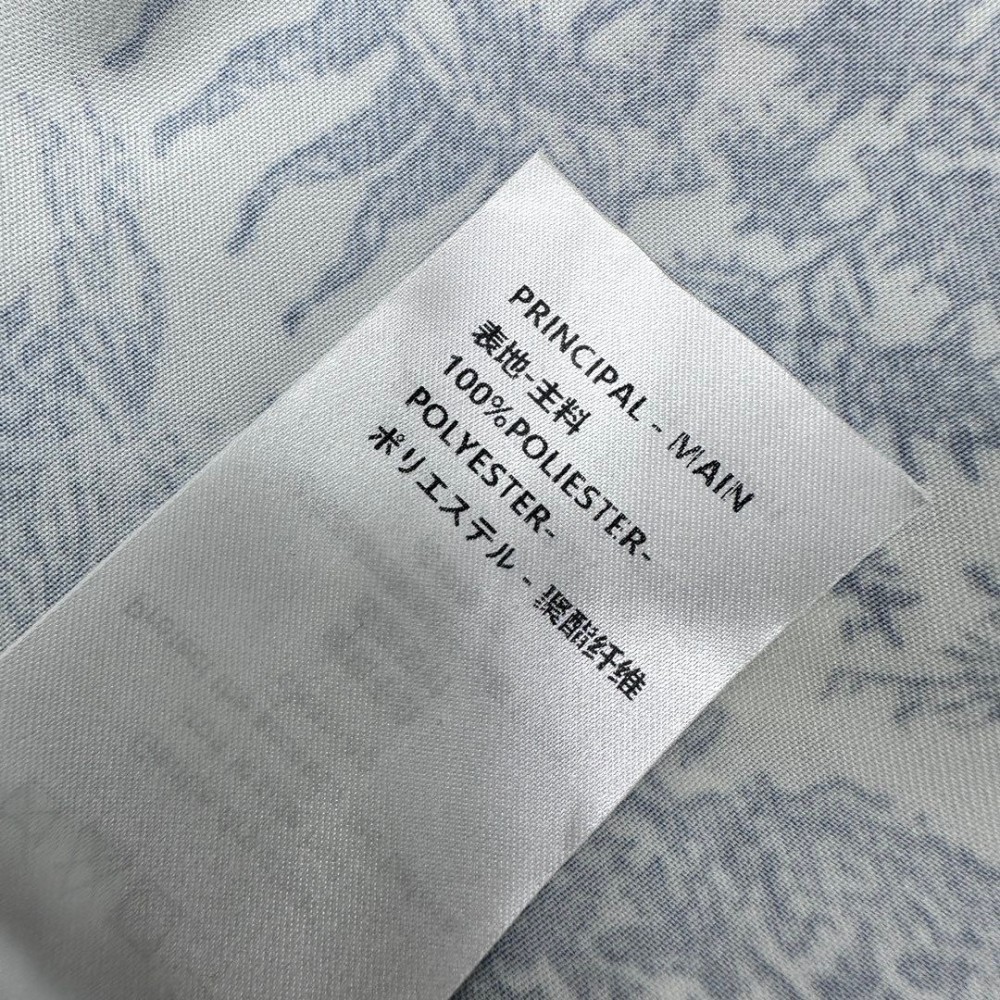 PRINCIPAL - MAIN
表地-主料
100%POLIESTER-
POLYESTER-
ポリエステル - 聚酯纤维